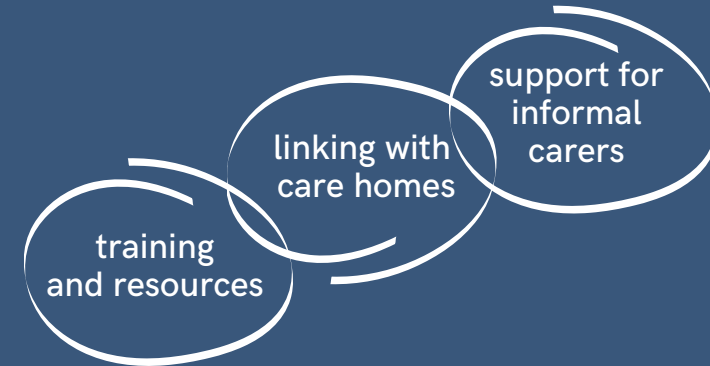 support for
informal
carers
linking with
care homes
training
and resources